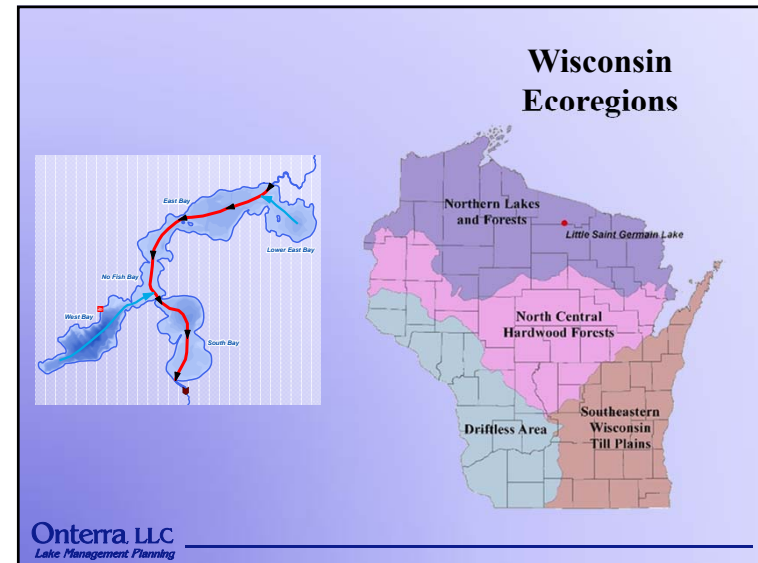 Wisconsin
Ecoregions
East Bay
Lower East Bay
No Fish Bay
West Bay
South Bay
Northern Lakes
and Forests
Little Saint Germain Lake
North Central
Hardwood Forests
Driftless Area
Southeastern
Wisconsin
Till Plains
Onterra, LLC
Lake Management Planning